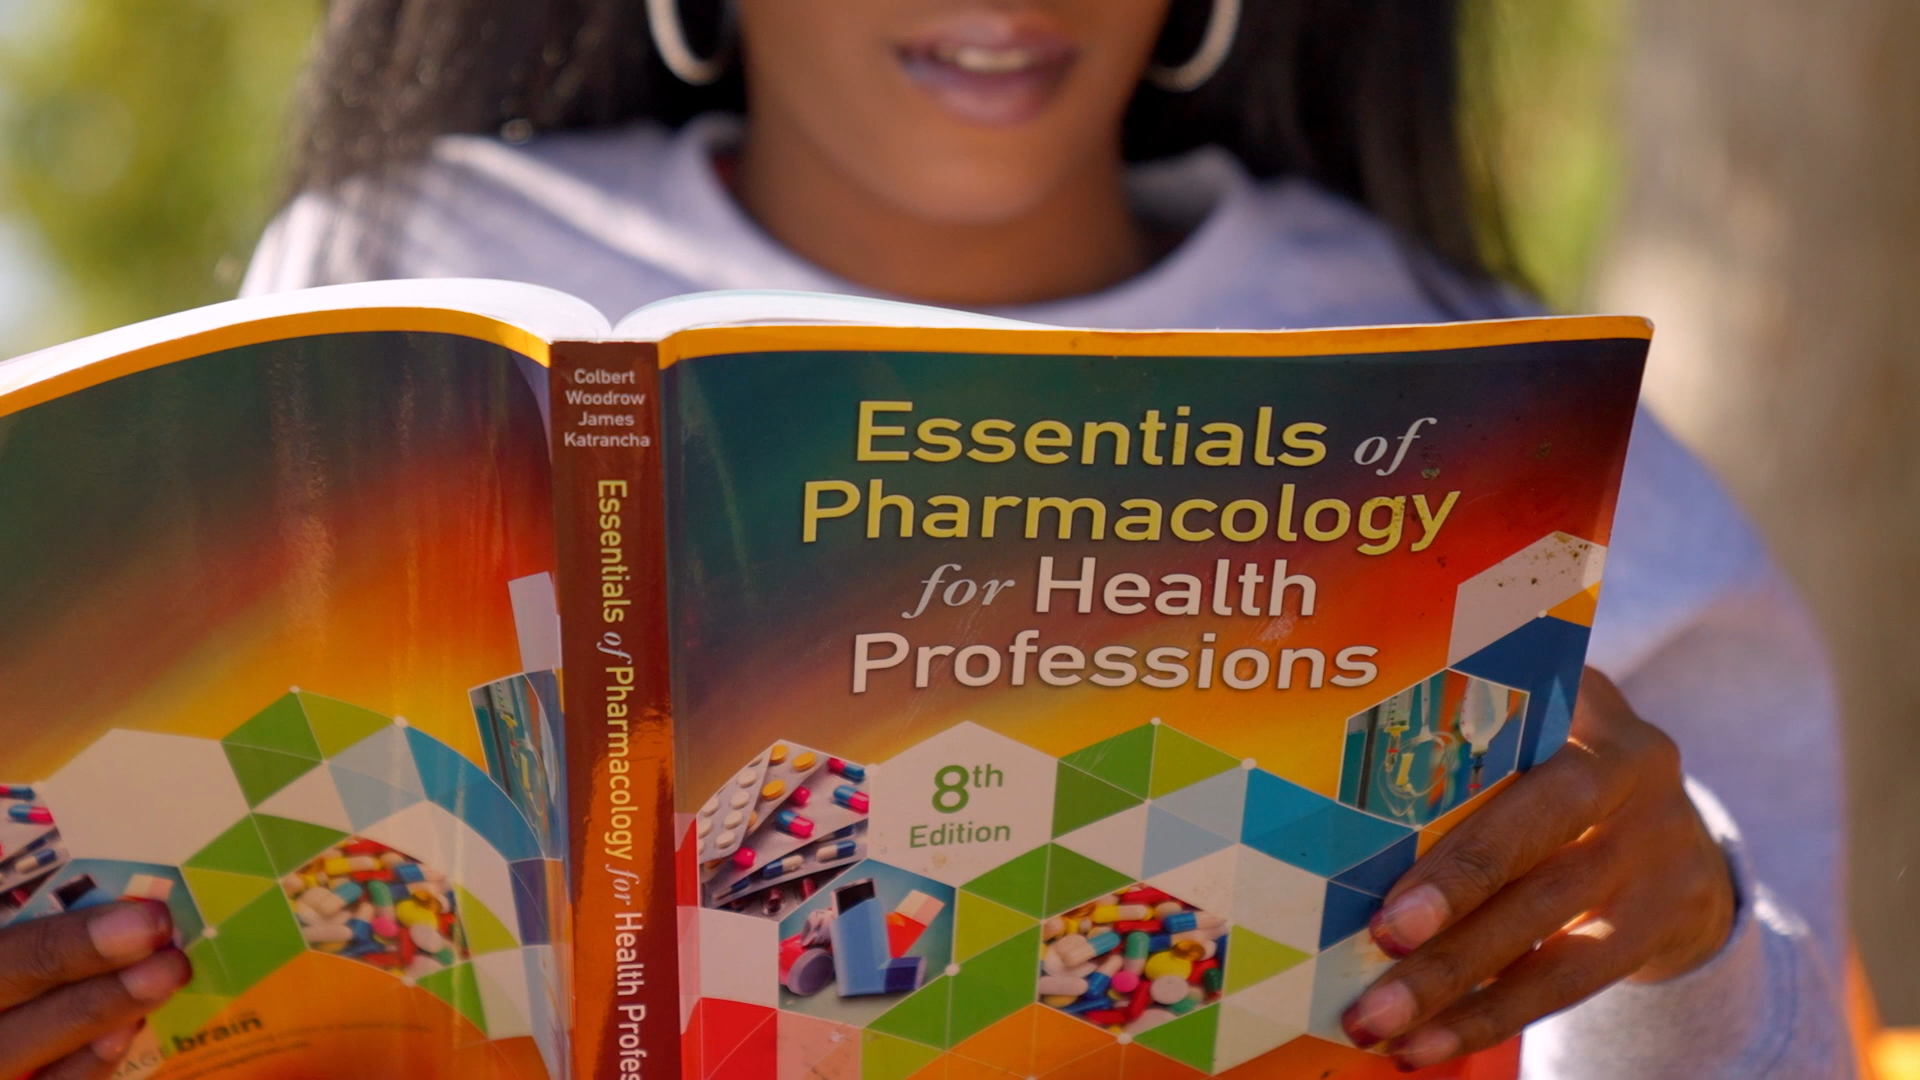 Colbert
Woodrow
James
Katrancha
Essentials of Pharmacology for Health Profes
Essentials of
Pharmacology
for Health
Professions
8th
Edition
brain